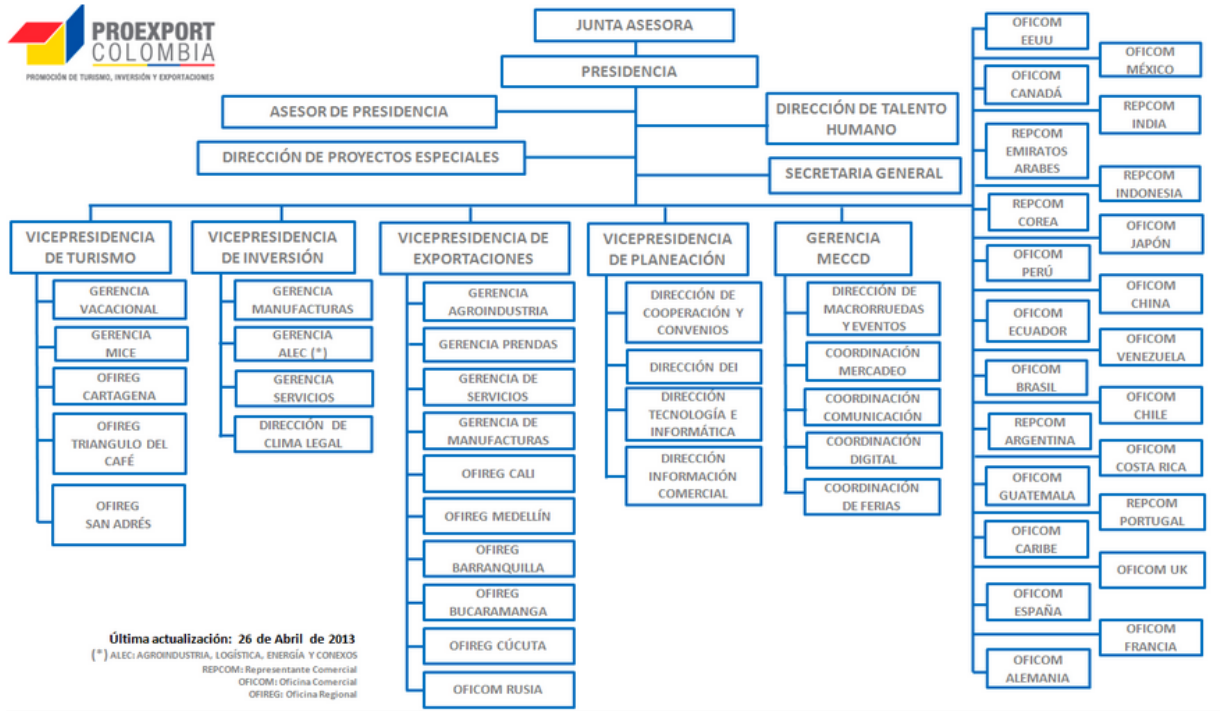 PROEXPORT
COLOMBIA
PROMOCIÓN DE TURISMO, INVERSIÓN Y EXPORTACIONES
JUNTA ASESORA
PRESIDENCIA
ASESOR DE PRESIDENCIA
DIRECCIÓN DE TALENTO
HUMANO
DIRECCIÓN DE PROYECTOS ESPECIALES
SECRETARIA GENERAL
VICEPRESIDENCIA
DE TURISMO
GERENCIA
VACACIONAL
GERENCIA
MICE
OFIREG
CARTAGENA
OFIREG
TRIANGULO DEL
CAFÉ
OFIREG
SAN ADRÉS
VICEPRESIDENCIA
DE INVERSIÓN
GERENCIA
MANUFACTURAS
GERENCIA
ALEC (*)
GERENCIA
SERVICIOS
DIRECCIÓN DE
CLIMA LEGAL
VICEPRESIDENCIA DE
EXPORTACIONES
GERENCIA
AGROINDUSTRIA
GERENCIA PRENDAS
GERENCIA DE
SERVICIOS
GERENCIA DE
MANUFACTURAS
OFIREG CALI
OFIREG MEDELLÍN
OFIREG
BARRANQUILLA
OFIREG
BUCARAMANGA
OFIREG CÚCUTA
OFICOM RUSIA
VICEPRESIDENCIA
DE PLANEACIÓN
DIRECCIÓN DE
COOPERACIÓN Y
CONVENIOS
DIRECCIÓN DEI
DIRECCIÓN
TECNOLOGÍA E
INFORMÁTICA
DIRECCIÓN
INFORMACIÓN
COMERCIAL
GERENCIA
MECCD
DIRECCIÓN DE
MACRORRUEDAS
Y EVENTOS
COORDINACIÓN
MERCADEO
COORDINACIÓN
COMUNICACIÓN
COORDINACIÓN
DIGITAL
COORDINACIÓN
DE FERIAS
OFICOM
EEUU
OFICOM
MÉXICO
OFICOM
CANADÁ
REPCOM
INDIA
REPCOM
EMIRATOS
ARABES
REPCOM
INDONESIA
REPCOM
COREA
OFICOM
JAPÓN
OFICOM
PERÚ
OFICOM
CHINA
OFICOM
ECUADOR
OFICOM
VENEZUELA
OFICOM
BRASIL
OFICOM
CHILE
REPCOM
ARGENTINA
OFICOM
COSTA RICA
OFICOM
GUATEMALA
REPCOM
PORTUGAL
OFICOM
CARIBE
OFICOM UK
OFICOM
ESPAÑA
OFICOM
FRANCIA
OFICOM
ALEMANIA
Última actualización: 26 de Abril de 2013
(*) ALEC: AGROINDUSTRIA, LOGÍSTICA, ENERGÍA Y CONEXOS
REPCOM: Representante Comercial
OFICOM: Oficina Comercial
OFIREG: Oficina Regional